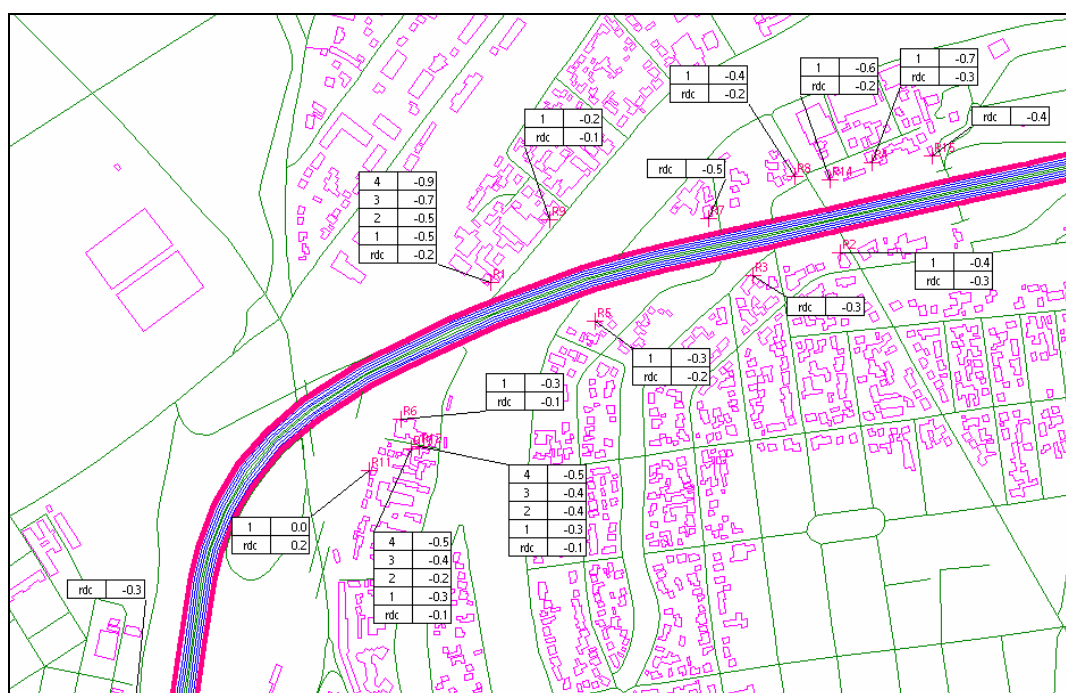 1 -0.7
rdc -0.3
1 -0.6
rdc -0.2
1 -0.4
rdc -0.2
rdc -0.4
1 -0.2
rdc -0.1
R15
R4
rdc -0.5
R8
R14
4 -0.9
3 -0.7
2 -0.5
1 -0.5
rdc -0.2
R9
R7
R2
1 -0.4
rdc -0.3
R1
R3
rdc -0.3
R5
1 -0.3
rdc -0.2
1 -0.3
rdc -0.1
R6
R11
4 -0.5
3 -0.4
2 -0.4
1 -0.3
rdc -0.1
1 0.0
rdc 0.2
4 -0.5
3 -0.4
2 -0.2
1 -0.3
rdc -0.1
rdc -0.3